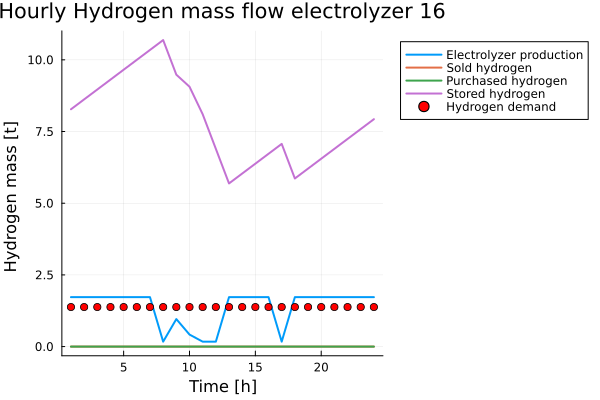 Hourly Hydrogen mass flow electrolyzer 16
Electrolyzer production
Sold hydrogen
Purchased hydrogen
Stored hydrogen
Hydrogen demand
Hydrogen mass [t]
10.0
7.5
5.0
2.5
0.0
5 10 15 20
Time [h]